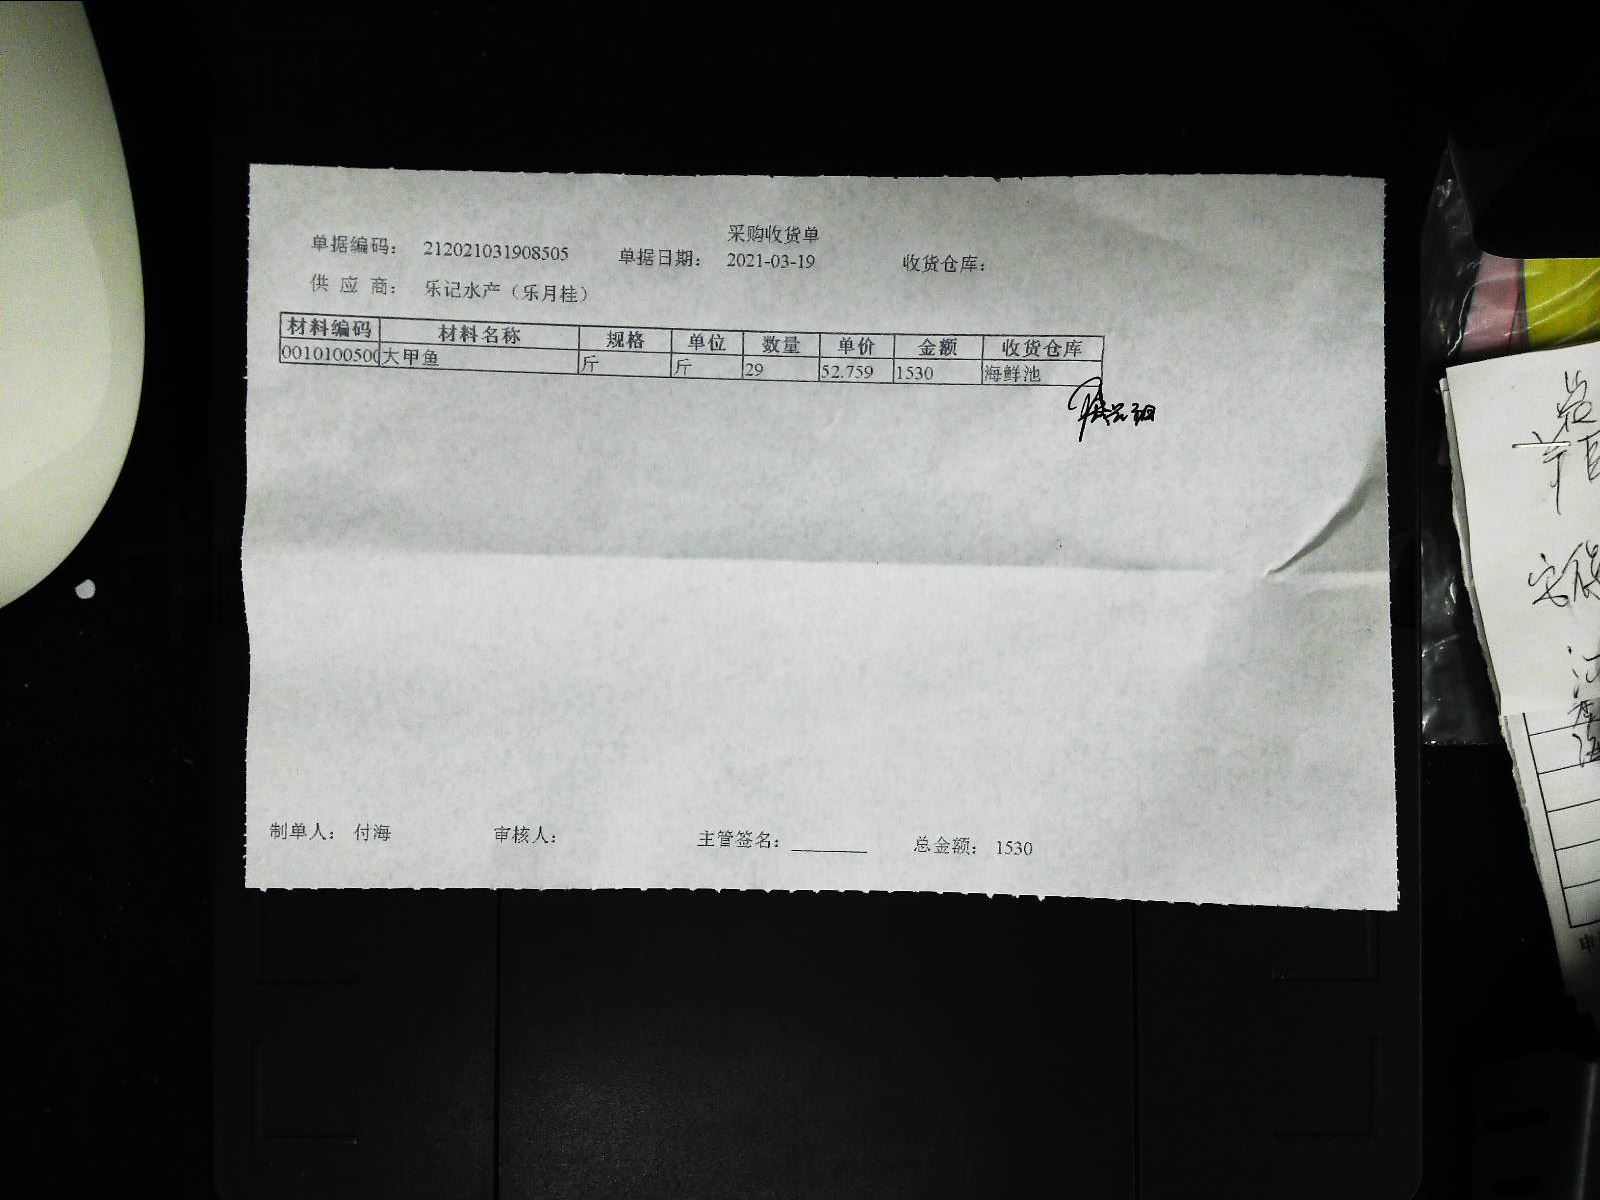 采购收货单
单据编码： 212021031908505 单据日期： 2021-03-19 收货仓库：
供 应 商： 乐记水产（乐月桂）
材料编码 材料名称 规格 单位 数量 单价 金额 收货仓库
0010100500 大甲鱼 斤 斤 29 52.759 1530 海鲜池
制单人： 付海 审核人： 主管签名：________ 总金额： 1530